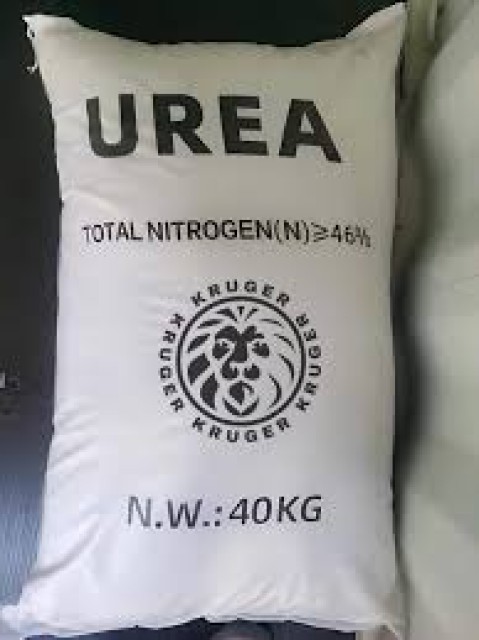 UREA
TOTAL NITROGEN(N)≥46%
KRUGER KRUGER KRUGER KRUGER
N.W.: 40KG